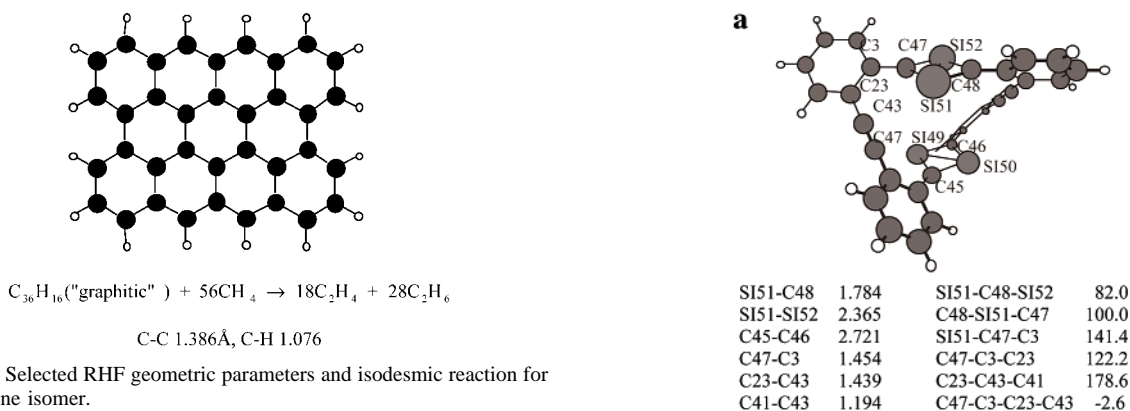 C36H16("graphitic" ) + 56CH4 → 18C2H4 + 28C2H6
C-C 1.386Å, C-H 1.076
Selected RHF geometric parameters and isodesmic reaction for
ne isomer.
a
C3 C47 SI52
C23 C48
C43 SI51
C47 SI49 C46
SI50
C45
SI51-C48 1.784 SI51-C48-SI52 82.0
SI51-SI52 2.365 C48-SI51-C47 100.0
C45-C46 2.721 SI51-C47-C3 141.4
C47-C3 1.454 C47-C3-C23 122.2
C23-C43 1.439 C23-C43-C41 178.6
C41-C43 1.194 C47-C3-C23-C43 -2.6